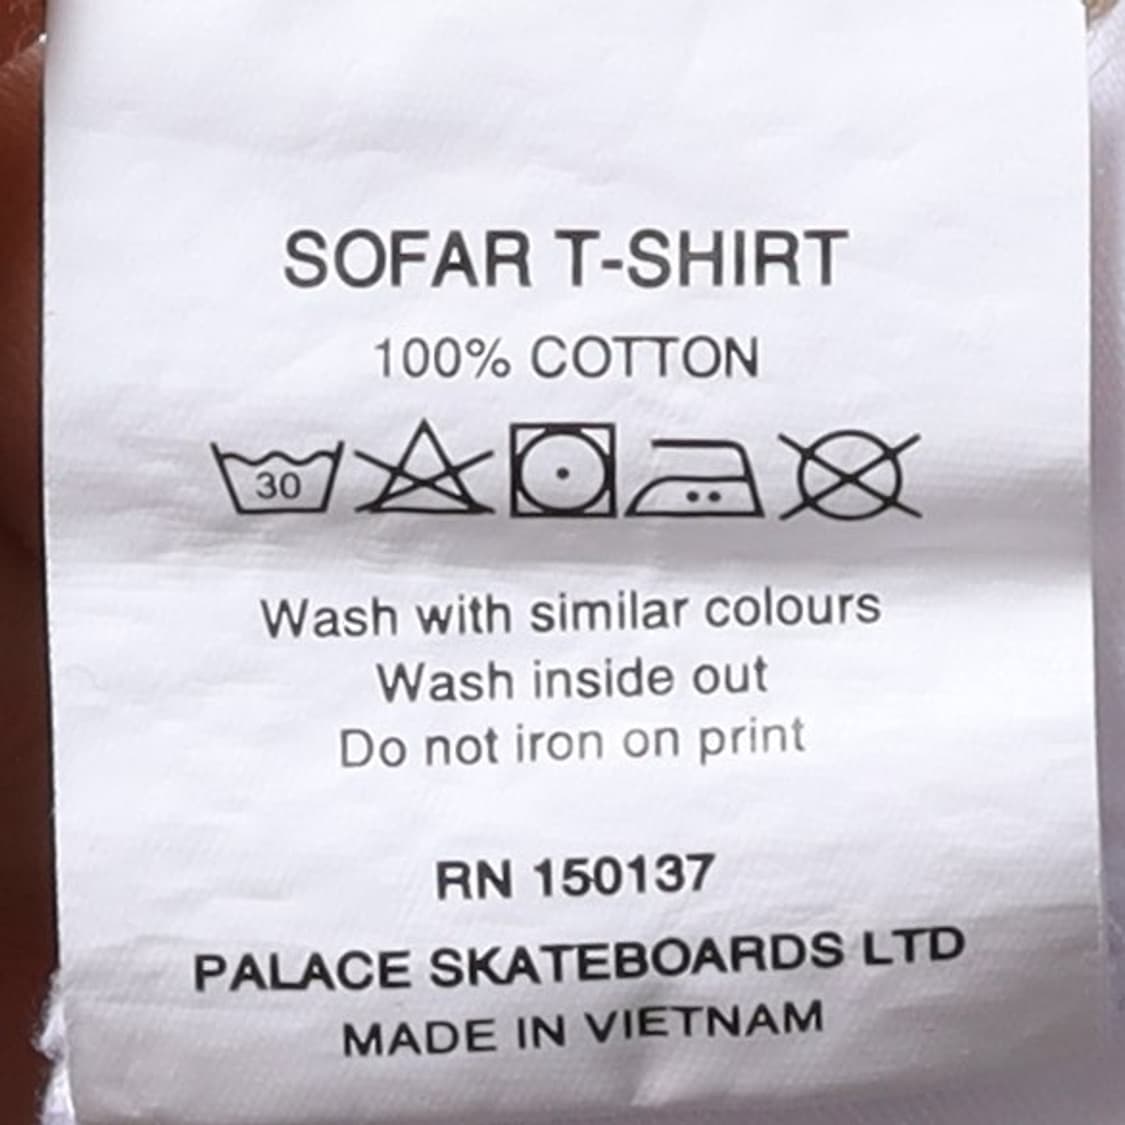 SOFAR T-SHIRT
100% COTTON
30
Wash with similar colours
Wash inside out
Do not iron on print
RN 150137
PALACE SKATEBOARDS LTD
MADE IN VIETNAM